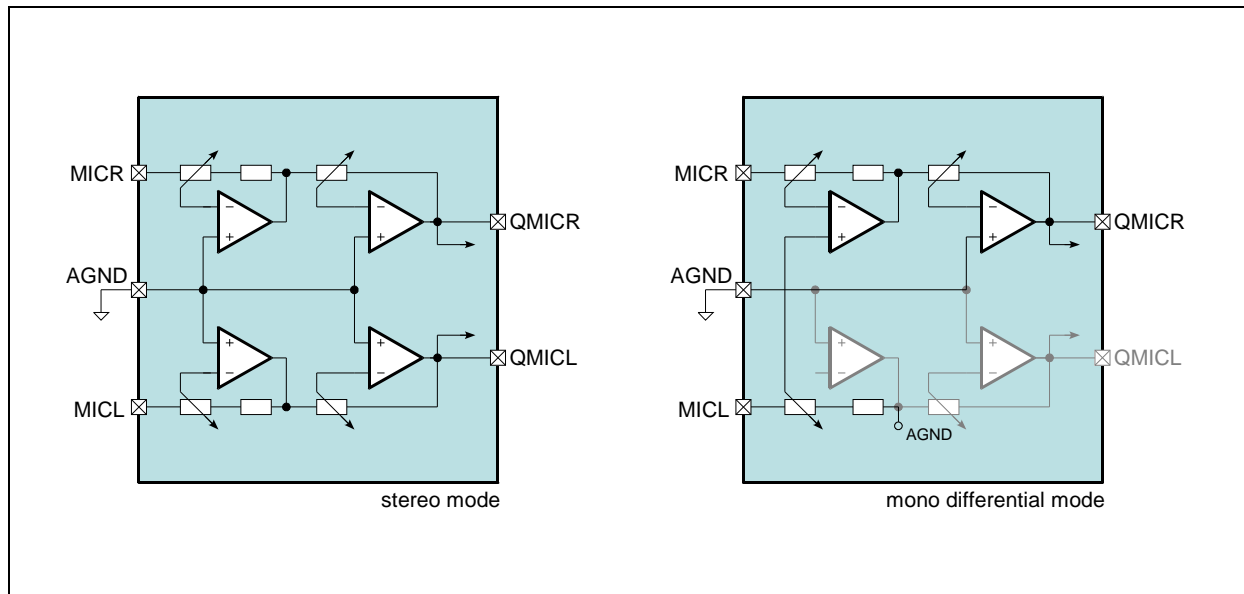 MICR
QMICR
AGND
QMICL
MICL
stereo mode
MICR
QMICR
AGND
QMICL
MICL
AGND
mono differential mode